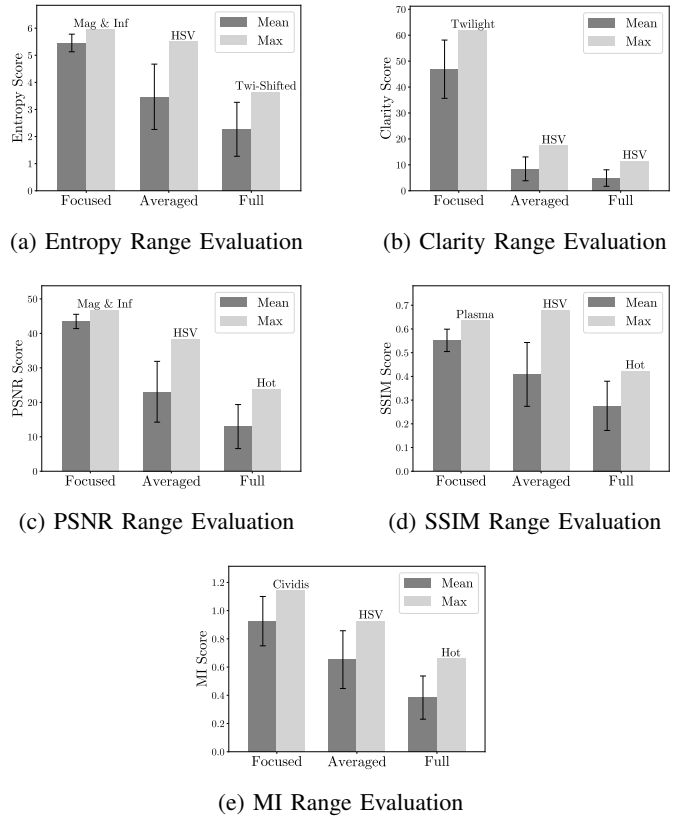 Mag & Inf
HSV
Twi-Shifted
Mean
Max
Entropy Score
6
5
4
3
2
1
0
Focused
Averaged
Full
(a) Entropy Range Evaluation
Twilight
HSV
HSV
Mean
Max
Clarity Score
70
60
50
40
30
20
10
0
Focused
Averaged
Full
(b) Clarity Range Evaluation
Mag & Inf
HSV
Hot
Mean
Max
PSNR Score
50
40
30
20
10
0
Focused
Averaged
Full
(c) PSNR Range Evaluation
Plasma
HSV
Hot
Mean
Max
SSIM Score
0.7
0.6
0.5
0.4
0.3
0.2
0.1
0.0
Focused
Averaged
Full
(d) SSIM Range Evaluation
Cividis
HSV
Hot
Mean
Max
MI Score
1.2
1.0
0.8
0.6
0.4
0.2
0.0
Focused
Averaged
Full
(e) MI Range Evaluation